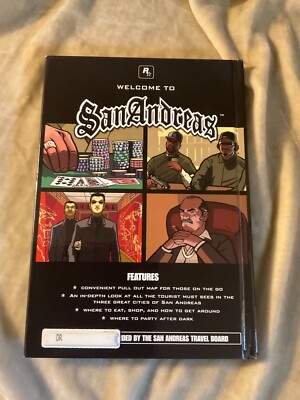 R
WELCOME TO
San Andreas™
FEATURES
★ CONVENIENT PULL OUT MAP FOR THOSE ON THE GO
★ AN IN-DEPTH LOOK AT ALL THE TOURIST MUST SEES IN THE
THREE GREAT CITIES OF SAN ANDREAS
★ WHERE TO EAT, SHOP, AND HOW TO GET AROUND
★ WHERE TO PARTY AFTER DARK
DED BY THE SAN ANDREAS TRAVEL BOARD